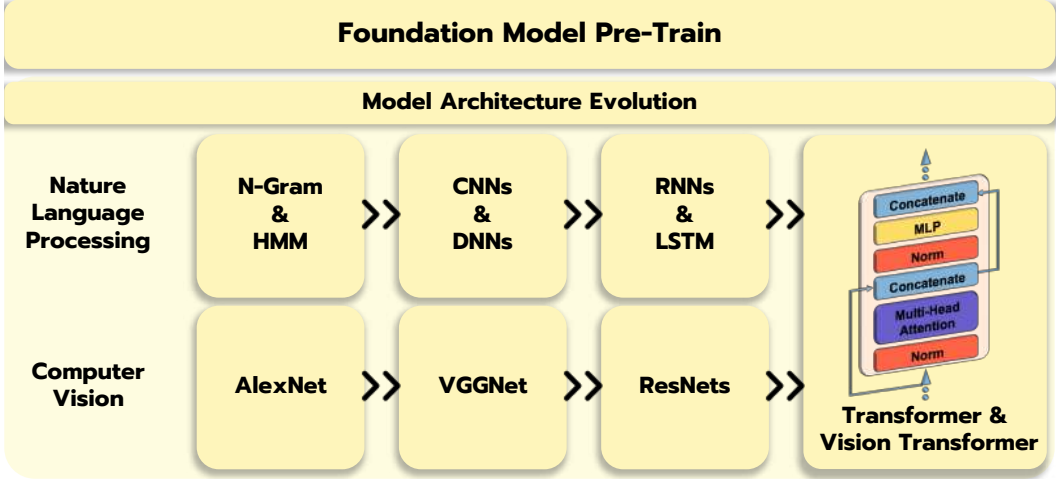 Foundation Model Pre-Train
Model Architecture Evolution
Nature
Language
Processing
N-Gram
&
HMM
CNNs
&
DNNs
RNNs
&
LSTM
Concatenate
MLP
Norm
Concatenate
Multi-Head
Attention
Norm
Transformer &
Vision Transformer
Computer
Vision
AlexNet
VGGNet
ResNets